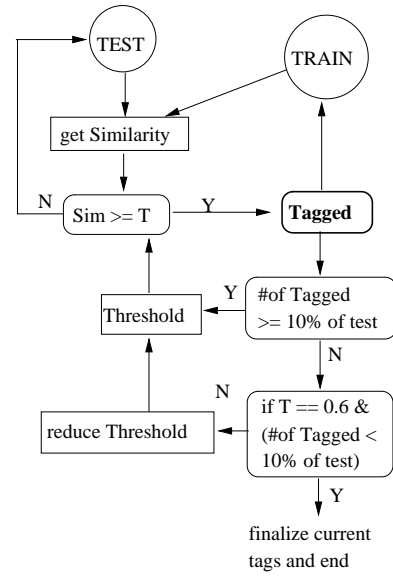 TEST
TRAIN
get Similarity
N
Sim >= T
Y
Tagged
Threshold
Y
#of Tagged
>= 10% of test
N
N
reduce Threshold
if T == 0.6 &
(#of Tagged <
10% of test)
Y
finalize current
tags and end